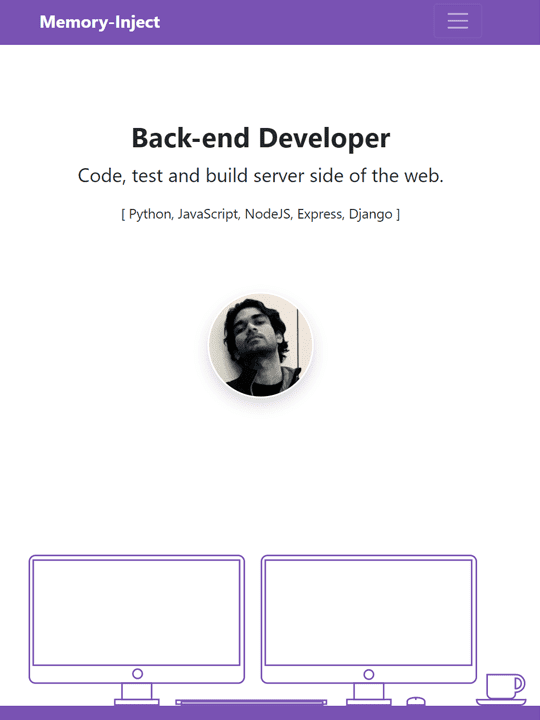 Memory-Inject
Back-end Developer
Code, test and build server side of the web.
[ Python, JavaScript, NodeJS, Express, Django ]